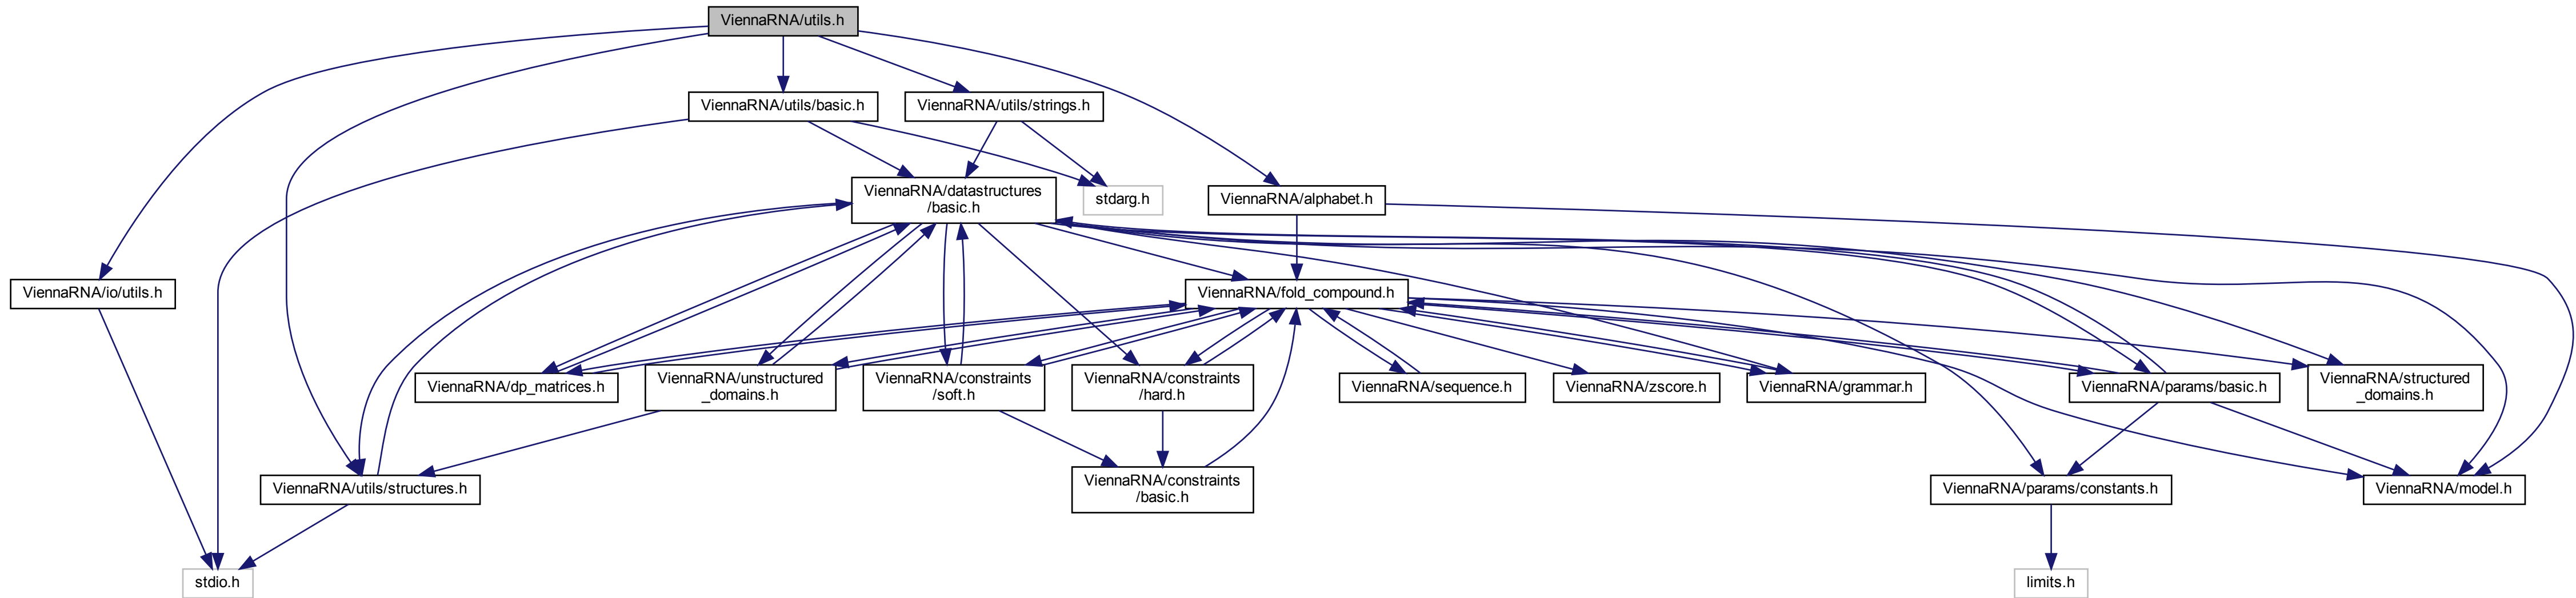 ViennaRNA/utils.h
ViennaRNA/utils/basic.h
ViennaRNA/utils/strings.h
ViennaRNA/datastructures
/basic.h
stdarg.h
ViennaRNA/alphabet.h
ViennaRNA/io/utils.h
ViennaRNA/fold_compound.h
ViennaRNA/dp_matrices.h
ViennaRNA/unstructured
_domains.h
ViennaRNA/constraints
/soft.h
ViennaRNA/constraints
/hard.h
ViennaRNA/sequence.h
ViennaRNA/zscore.h
ViennaRNA/grammar.h
ViennaRNA/params/basic.h
ViennaRNA/structured
_domains.h
ViennaRNA/utils/structures.h
ViennaRNA/constraints
/basic.h
ViennaRNA/params/constants.h
ViennaRNA/model.h
stdio.h
limits.h